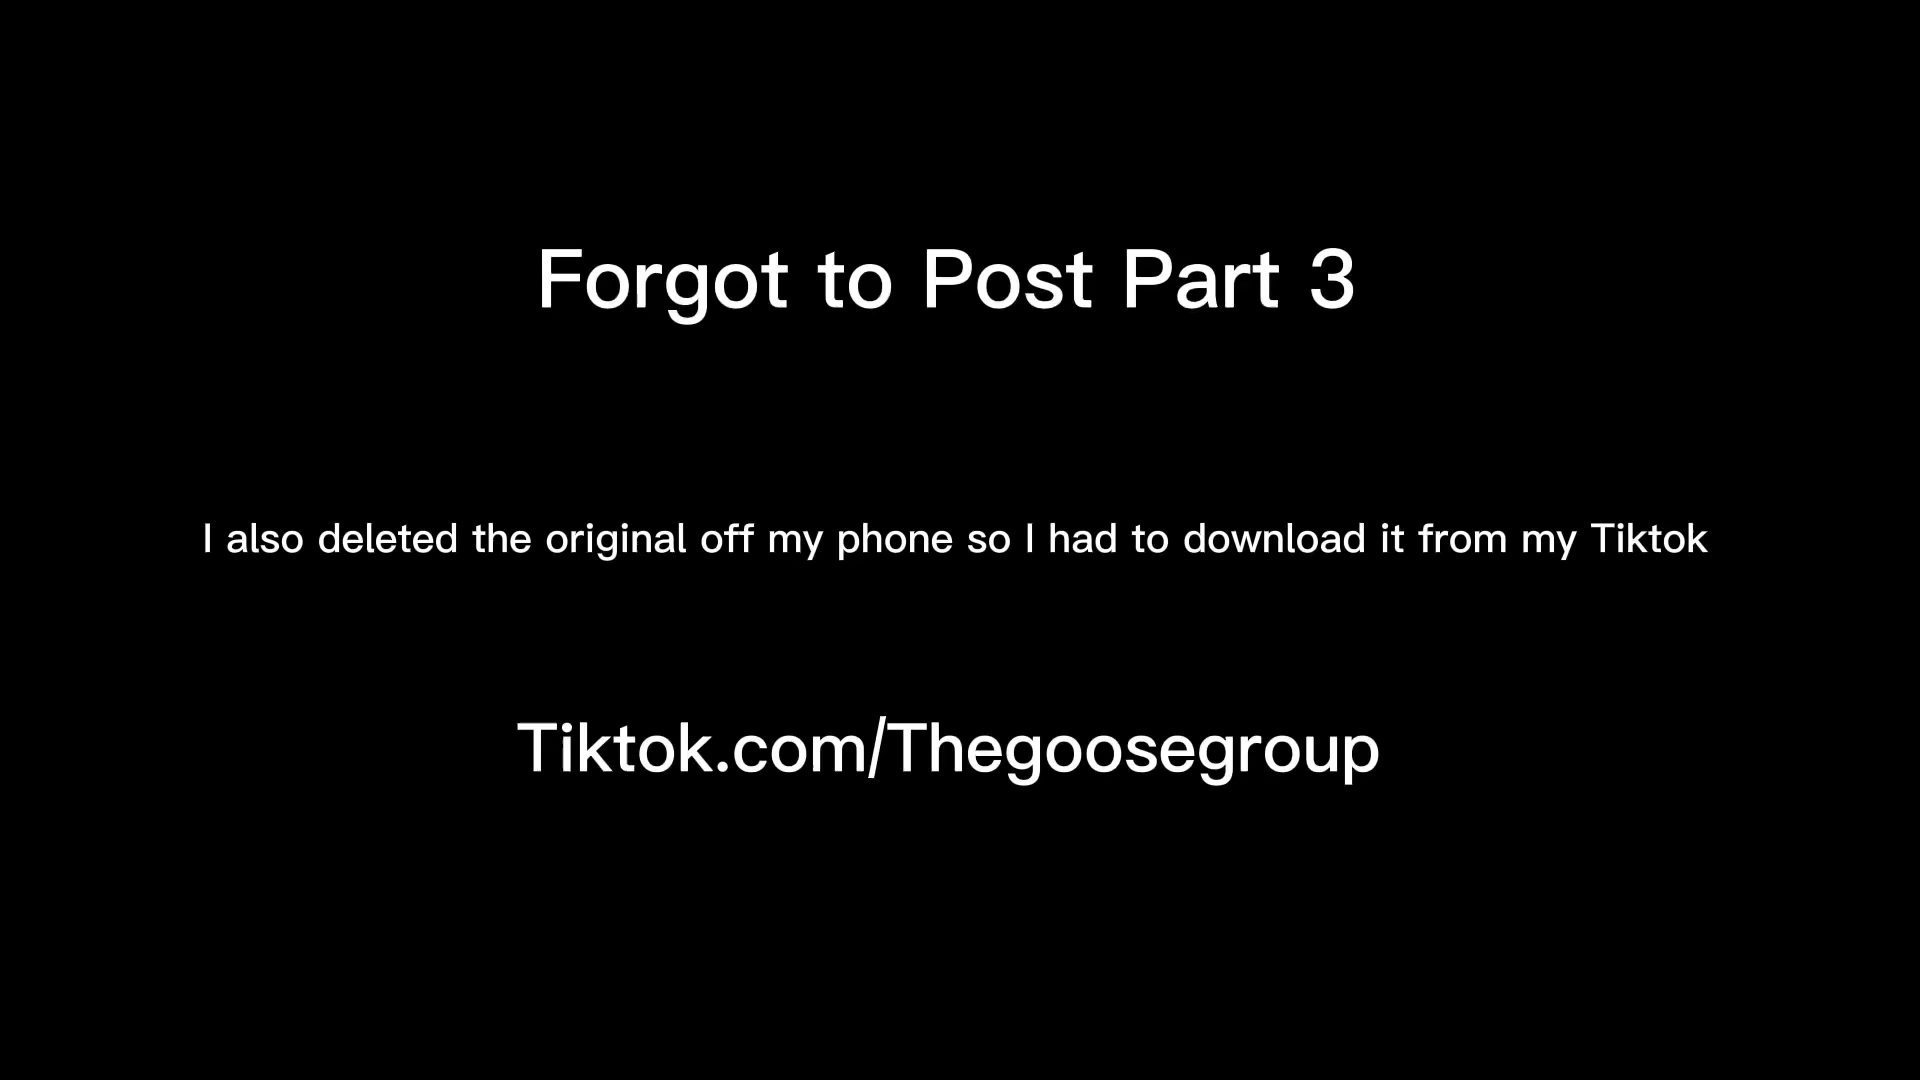 Forgot to Post Part 3
I also deleted the original off my phone so I had to download it from my Tiktok
Tiktok.com/Thegoosegroup